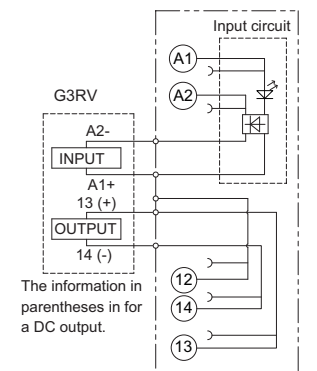 Input circuit
A1
A2
G3RV
A2-
INPUT
A1+
13 (+)
OUTPUT
14 (-)
The information in
parentheses in for
a DC output.
12
14
13